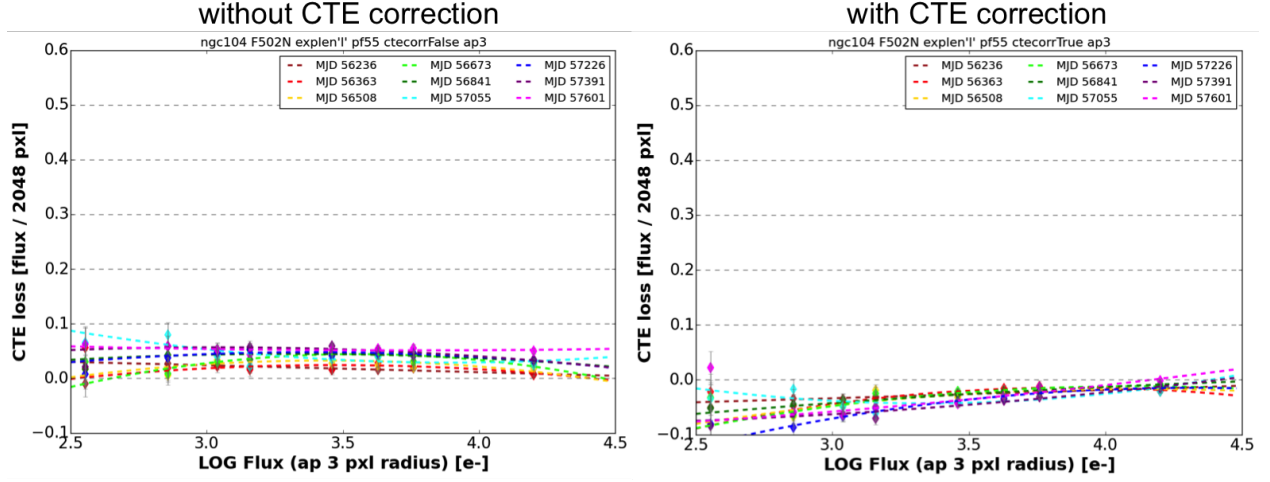 without CTE correction
ngc104 F502N explen'l' pf55 ctecorrFalse ap3
MJD 56236 MJD 56673 MJD 57226
MJD 56363 MJD 56841 MJD 57391
MJD 56508 MJD 57055 MJD 57601
CTE loss [flux / 2048 pxl]
0.6
0.5
0.4
0.3
0.2
0.1
0.0
−0.1
2.5 3.0 3.5 4.0 4.5
LOG Flux (ap 3 pxl radius) [e-]
with CTE correction
ngc104 F502N explen'l' pf55 ctecorrTrue ap3
MJD 56236 MJD 56673 MJD 57226
MJD 56363 MJD 56841 MJD 57391
MJD 56508 MJD 57055 MJD 57601
CTE loss [flux / 2048 pxl]
0.6
0.5
0.4
0.3
0.2
0.1
0.0
−0.1
2.5 3.0 3.5 4.0 4.5
LOG Flux (ap 3 pxl radius) [e-]